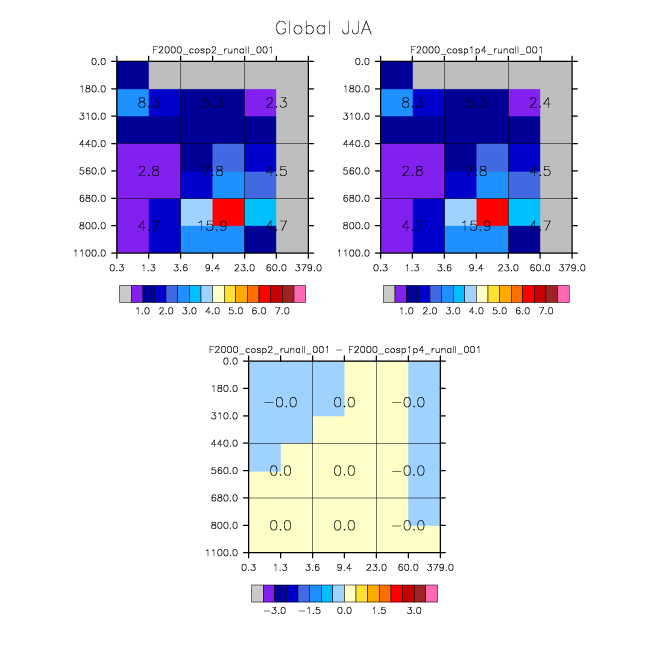 Global JJA
F2000_cosp2_runall_001 F2000_cosp1p4_runall_001
0.0 0.0
180.0 180.0
8.3 5.3 2.3 8.3 5.3 2.4
310.0 310.0
440.0 440.0
560.0 2.8 7.8 4.5 560.0 2.8 7.8 4.5
680.0 680.0
800.0 4.7 15.9 4.7 800.0 4.7 15.9 4.7
1100.0 1100.0
0.3 1.3 3.6 9.4 23.0 60.0 379.0 0.3 1.3 3.6 9.4 23.0 60.0 379.0
1.0 2.0 3.0 4.0 5.0 6.0 7.0 1.0 2.0 3.0 4.0 5.0 6.0 7.0
F2000_cosp2_runall_001 − F2000_cosp1p4_runall_001
0.0
180.0
−0.0 0.0 −0.0
310.0
440.0
560.0 0.0 0.0 −0.0
680.0
800.0 0.0 0.0 −0.0
1100.0
0.3 1.3 3.6 9.4 23.0 60.0 379.0
−3.0 −1.5 0.0 1.5 3.0